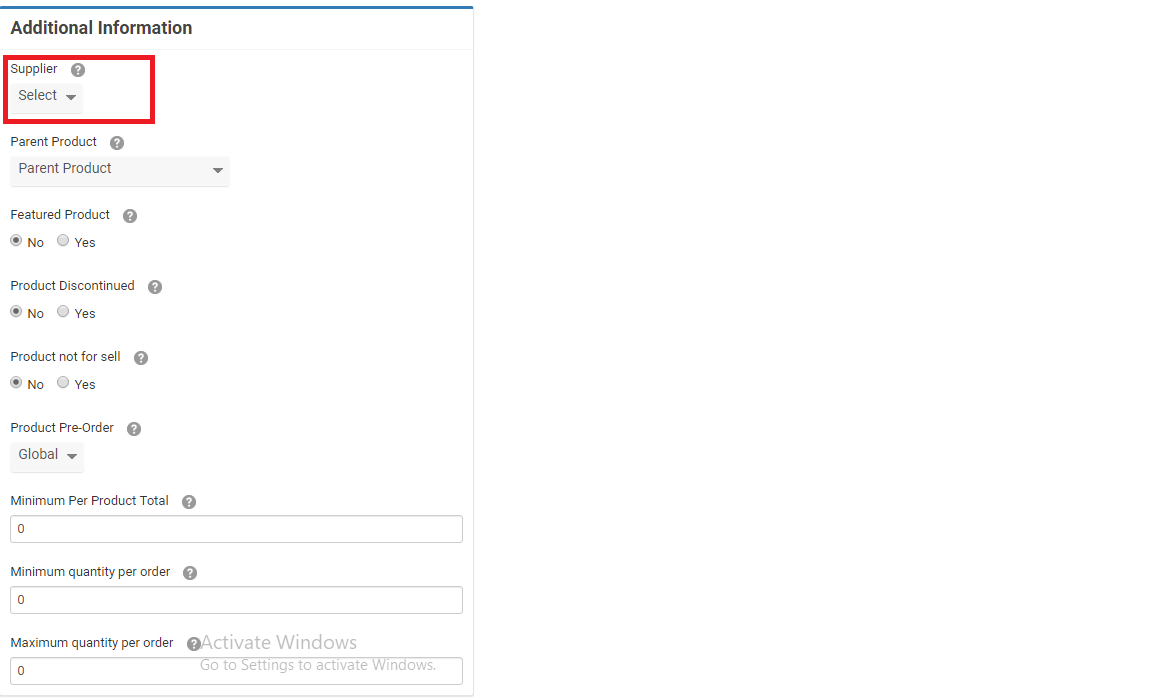 Additional Information
Supplier ?
Select
Parent Product ?
Parent Product
Featured Product ?
No Yes
Product Discontinued ?
No Yes
Product not for sell ?
No Yes
Product Pre-Order ?
Global
Minimum Per Product Total ?
0
Minimum quantity per order ?
0
Maximum quantity per order ?
Activate Windows
Go to Settings to activate Windows.
0